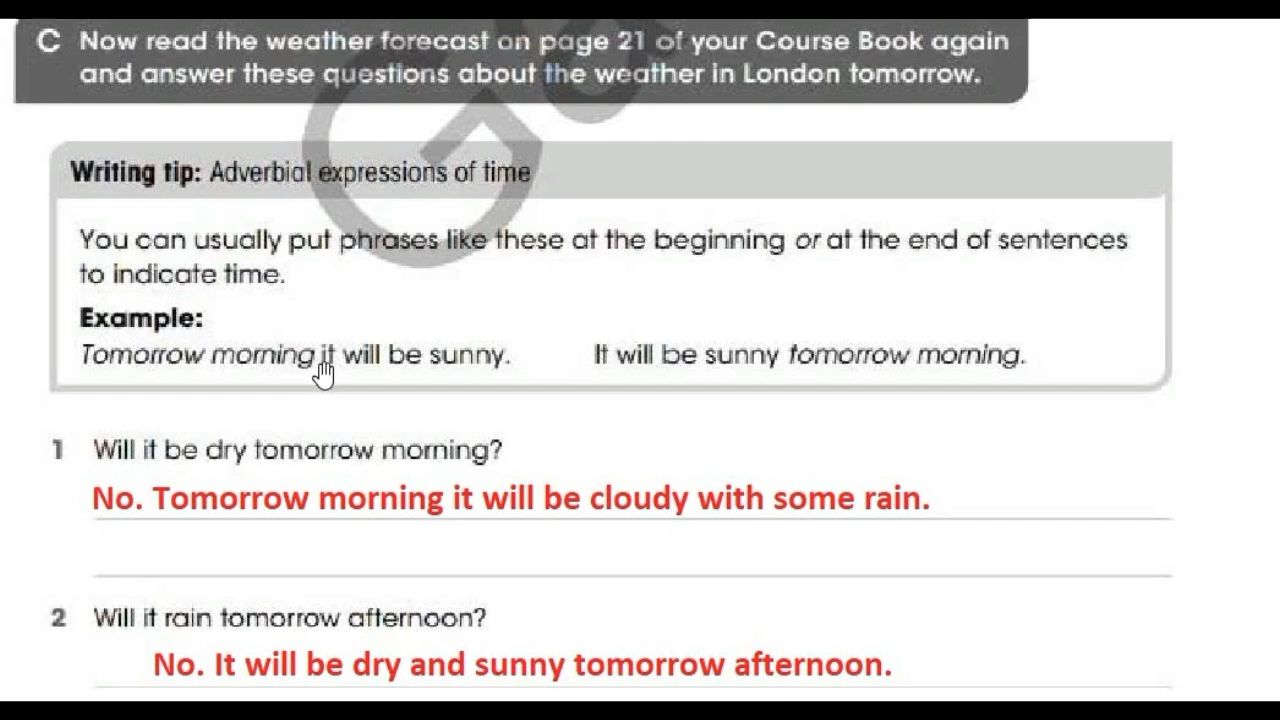 C Now read the weather forecast on page 21 of your Course Book again
and answer these questions about the weather in London tomorrow.
Writing tip: Adverbial expressions of time
You can usually put phrases like these at the beginning or at the end of sentences
to indicate time.
Example:
Tomorrow morning it will be sunny. It will be sunny tomorrow morning.
1 Will it be dry tomorrow morning?
No. Tomorrow morning it will be cloudy with some rain.
2 Will it rain tomorrow afternoon?
No. It will be dry and sunny tomorrow afternoon.